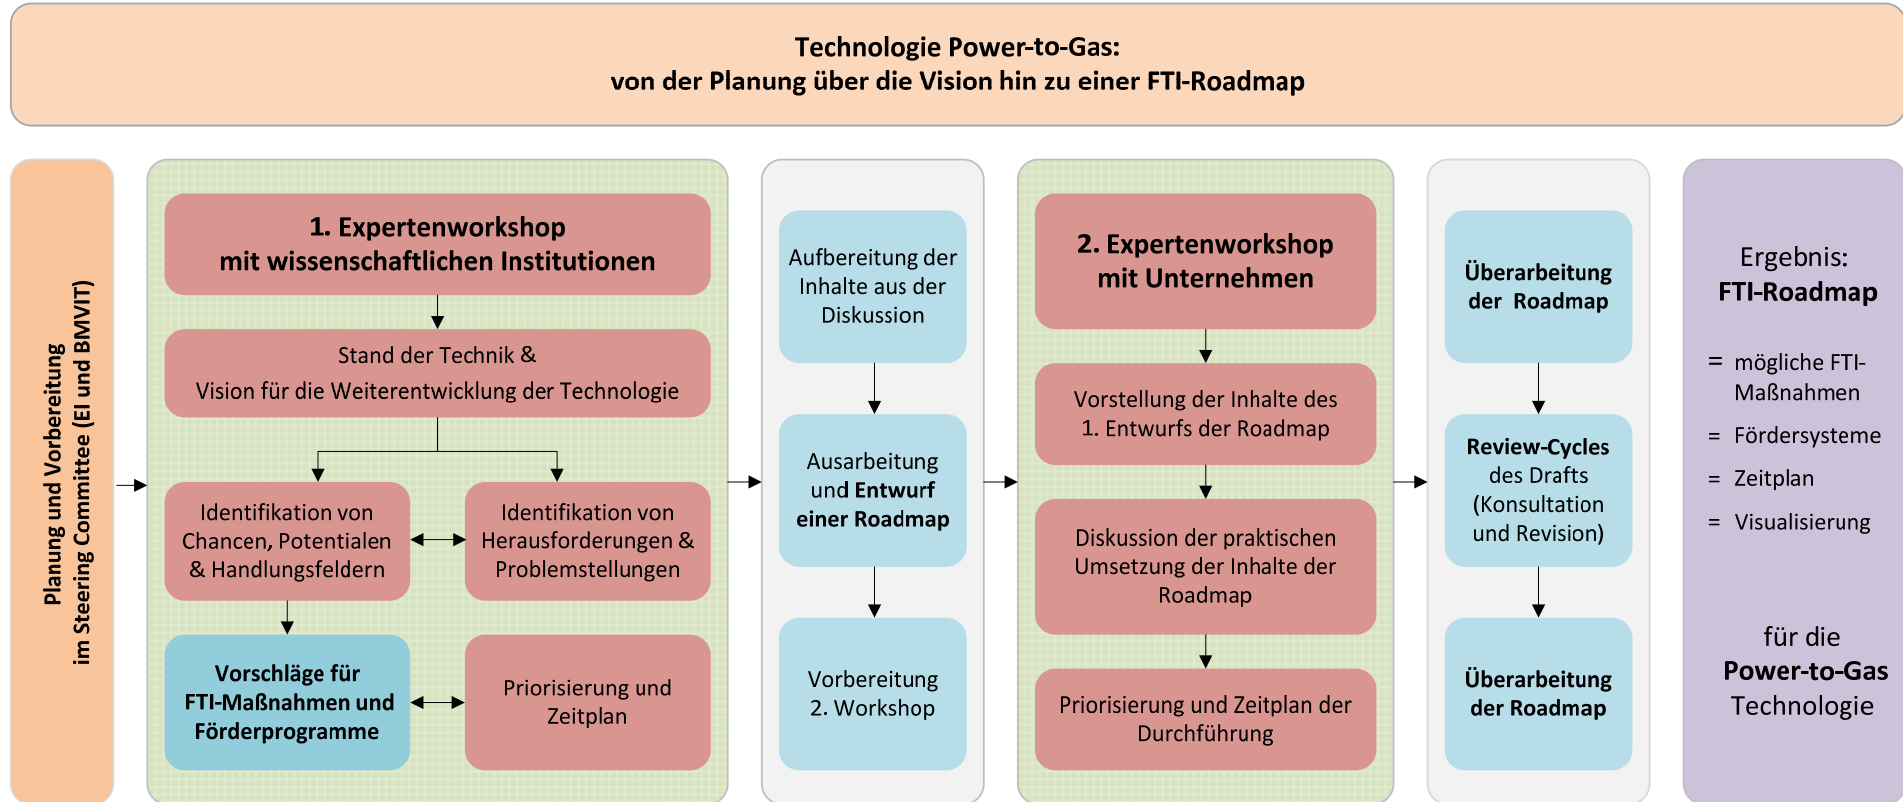 Technologie Power-to-Gas:
von der Planung über die Vision hin zu einer FTI-Roadmap
Planung und Vorbereitung
im Steering Committee (EI und BMVIT)
1. Expertenworkshop
mit wissenschaftlichen Institutionen
Stand der Technik &
Vision für die Weiterentwicklung der Technologie
Identifikation von
Chancen, Potentialen
& Handlungsfeldern
Identifikation von
Herausforderungen &
Problemstellungen
Vorschläge für
FTI-Maßnahmen und
Förderprogramme
Priorisierung und
Zeitplan
Aufbereitung der
Inhalte aus der
Diskussion
Ausarbeitung
und Entwurf
einer Roadmap
Vorbereitung
2. Workshop
2. Expertenworkshop
mit Unternehmen
Vorstellung der Inhalte des
1. Entwurfs der Roadmap
Diskussion der praktischen
Umsetzung der Inhalte der
Roadmap
Priorisierung und Zeitplan der
Durchführung
Überarbeitung
der Roadmap
Review-Cycles
des Drafts
(Konsultation
und Revision)
Überarbeitung
der Roadmap
Ergebnis:
FTI-Roadmap
= mögliche FTI-
Maßnahmen
= Fördersysteme
= Zeitplan
= Visualisierung
für die
Power-to-Gas
Technologie